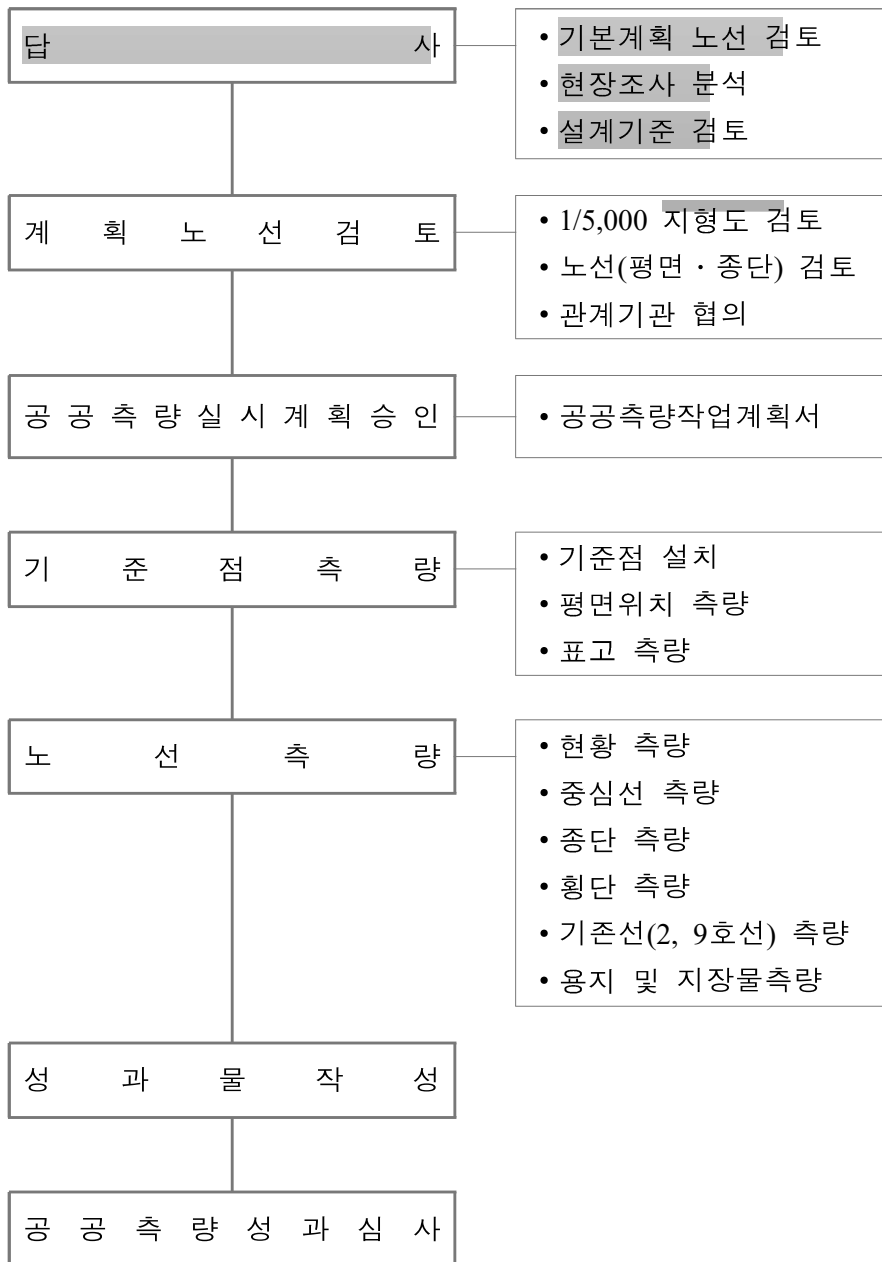 답사
• 기본계획 노선 검토
• 현장조사 분석
• 설계기준 검토
계획노선검토
• 1/5,000 지형도 검토
• 노선(평면 · 종단) 검토
• 관계기관 협의
공공측량실시계획승인
• 공공측량작업계획서
기준점측량
• 기준점 설치
• 평면위치 측량
• 표고 측량
노선측량
• 현황 측량
• 중심선 측량
• 종단 측량
• 횡단 측량
• 기존선(2, 9호선) 측량
• 용지 및 지장물측량
성과물작성
공공측량성과심사